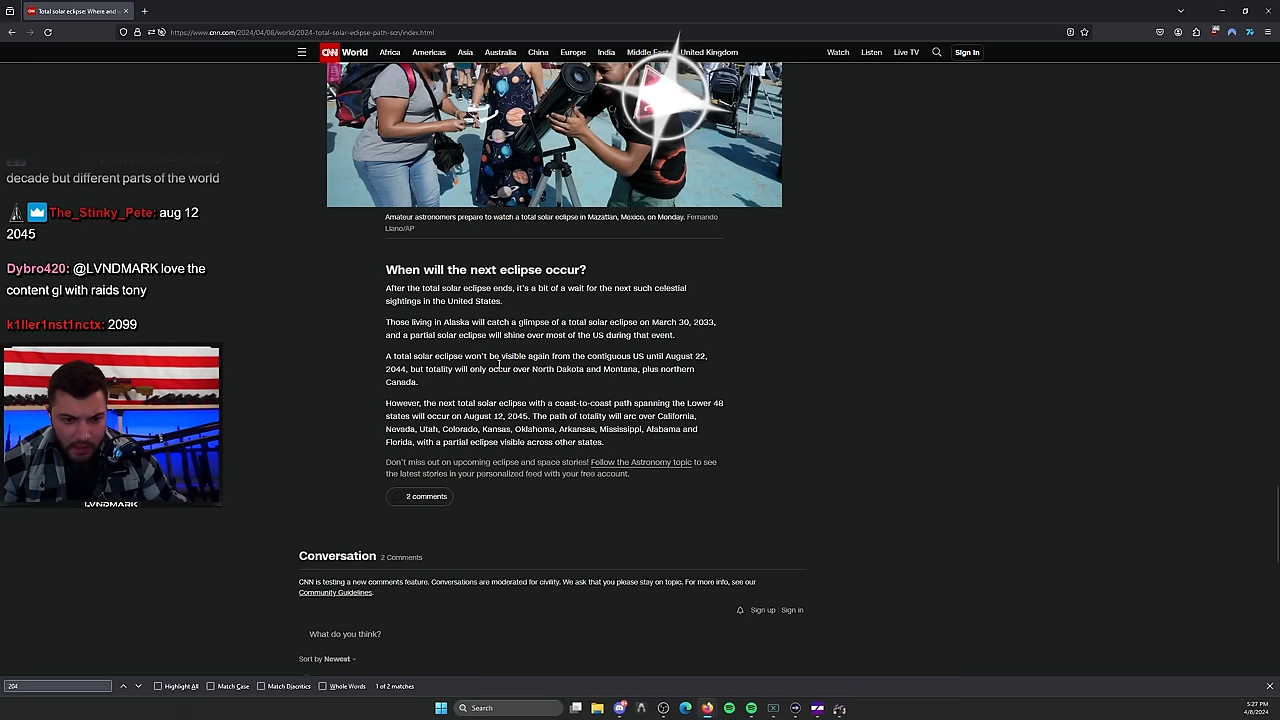 Total solar eclipse: Where and
https://www.cnn.com/2024/04/08/world/2024-total-solar-eclipse-path-scn/index.html
CNN World Africa Americas Asia Australia China Europe India Middle East United Kingdom Watch Listen Live TV Sign In
decade but different parts of the world
The_Stinky_Pete: aug 12
2045
Dybro420: @LVNDMARK love the
content gl with raids tony
k1ller1nst1nctx: 2099
LVNDMARK
Amateur astronomers prepare to watch a total solar eclipse in Mazatlan, Mexico, on Monday. Fernando
Llano/AP
When will the next eclipse occur?
After the total solar eclipse ends, it's a bit of a wait for the next such celestial
sightings in the United States.
Those living in Alaska will catch a glimpse of a total solar eclipse on March 30, 2033,
and a partial solar eclipse will shine over most of the US during that event.
A total solar eclipse won't be visible again from the contiguous US until August 22,
2044, but totality will only occur over North Dakota and Montana, plus northern
Canada.
However, the next total solar eclipse with a coast-to-coast path spanning the Lower 48
states will occur on August 12, 2045. The path of totality will arc over California,
Nevada, Utah, Colorado, Kansas, Oklahoma, Arkansas, Mississippi, Alabama and
Florida, with a partial eclipse visible across other states.
Don't miss out on upcoming eclipse and space stories! Follow the Astronomy topic to see
the latest stories in your personalized feed with your free account.
2 comments
Conversation 2 Comments
CNN is testing a new comments feature. Conversations are moderated for civility. We ask that you please stay on topic. For more info, see our
Community Guidelines.
Sign up | Sign in
What do you think?
Sort by Newest
204 Highlight All Match Case Match Diacritics Whole Words 1 of 2 matches
Search
5:27 PM
4/8/2024